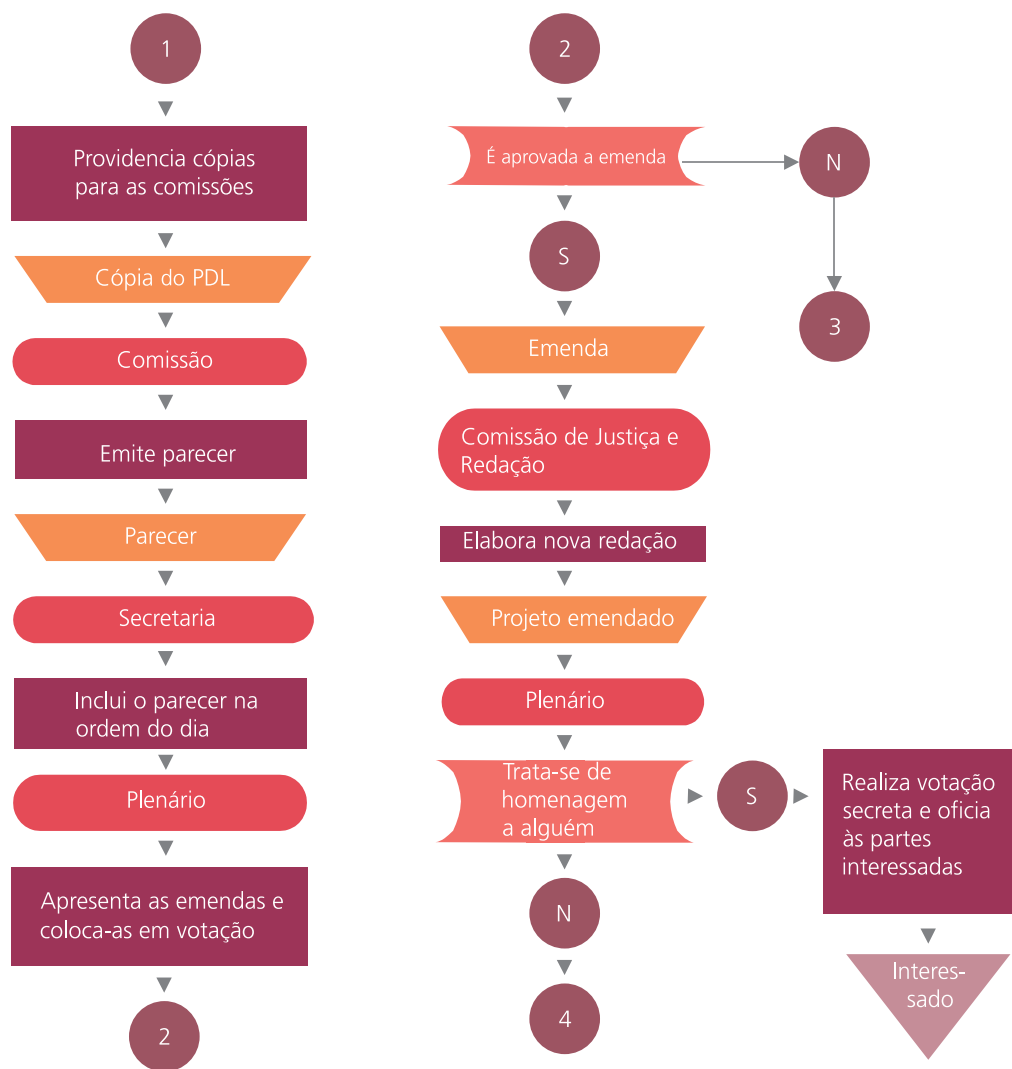 1
Providencia cópias
para as comissões
Cópia do PDL
Comissão
Emite parecer
Parecer
Secretaria
Inclui o parecer na
ordem do dia
Plenário
Apresenta as emendas e
coloca-as em votação
2
2
É aprovada a emenda
N
3
S
Emenda
Comissão de Justiça e
Redação
Elabora nova redação
Projeto emendado
Plenário
Trata-se de
homenagem
a alguém
S
Realiza votação
secreta e oficia
às partes
interessadas
Interes-
sado
N
4